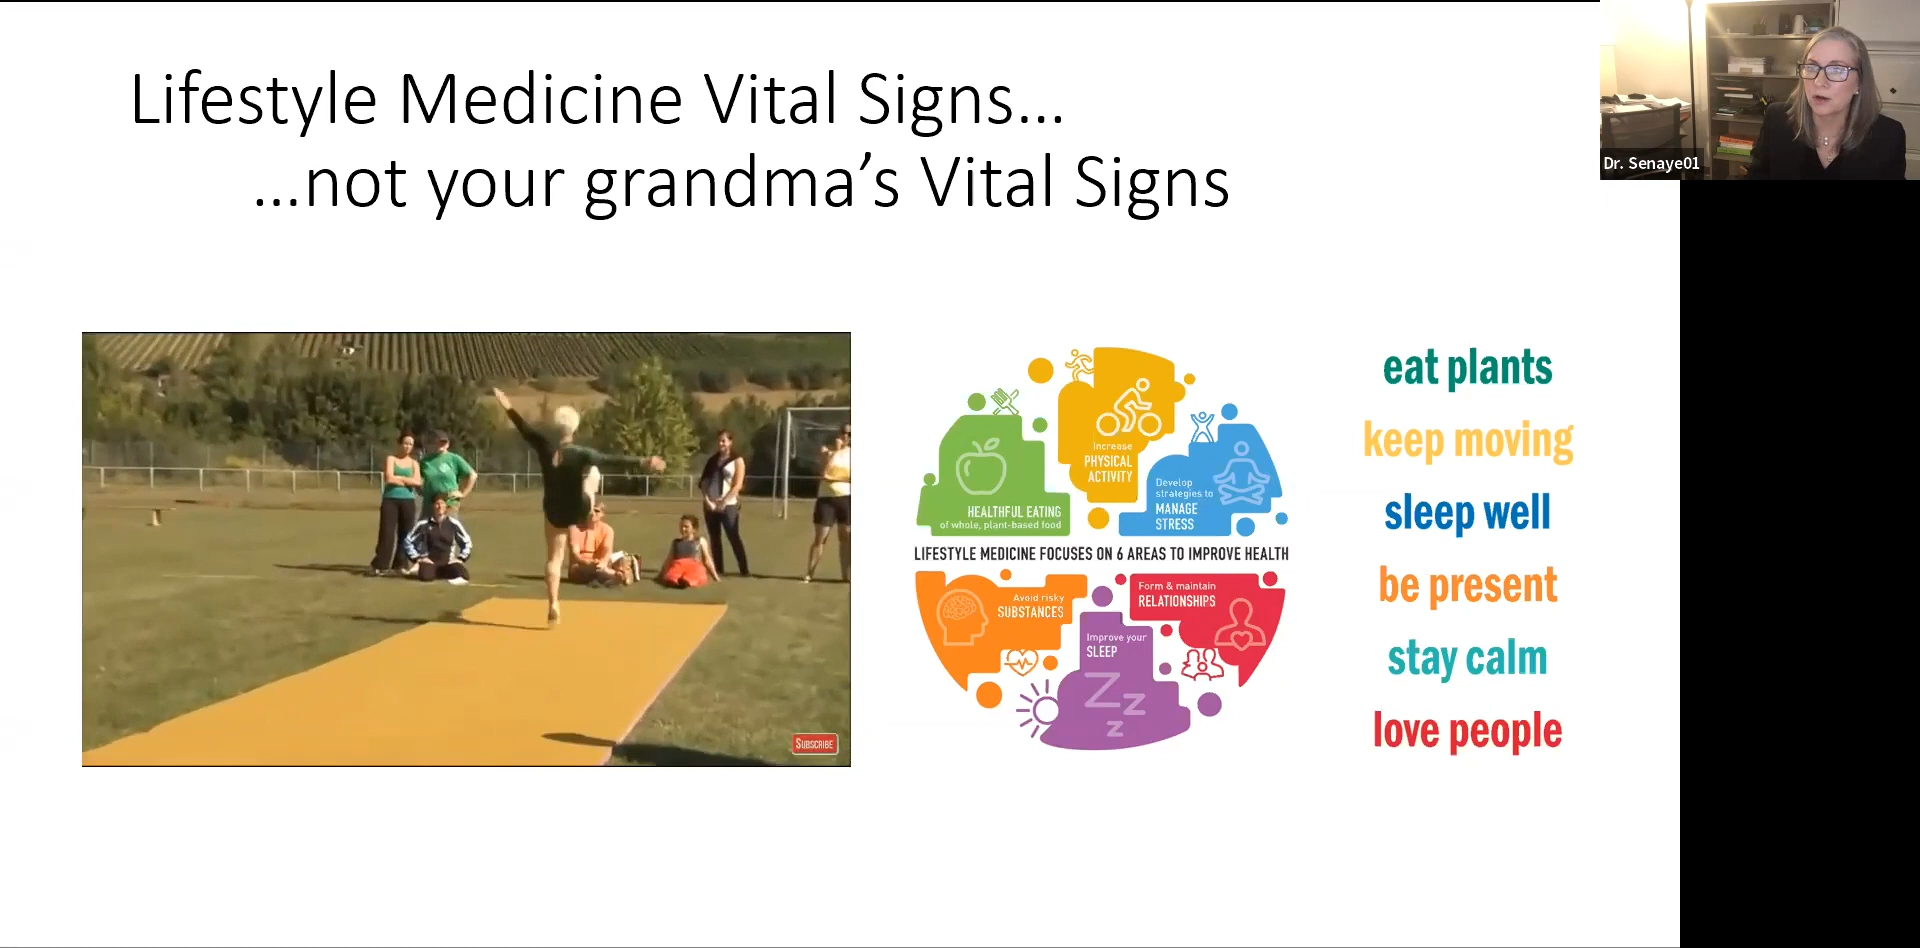 Lifestyle Medicine Vital Signs...
...not your grandma’s Vital Signs
Dr. Senaye01
SUBSCRIBE
HEALTHFUL EATING
of whole, plant-based food
Increase
PHYSICAL
ACTIVITY
Develop
strategies to
MANAGE
STRESS
LIFESTYLE MEDICINE FOCUSES ON 6 AREAS TO IMPROVE HEALTH
Avoid risky
SUBSTANCES
Improve your
SLEEP
Zzz
Form & maintain
RELATIONSHIPS
eat plants
keep moving
sleep well
be present
stay calm
love people